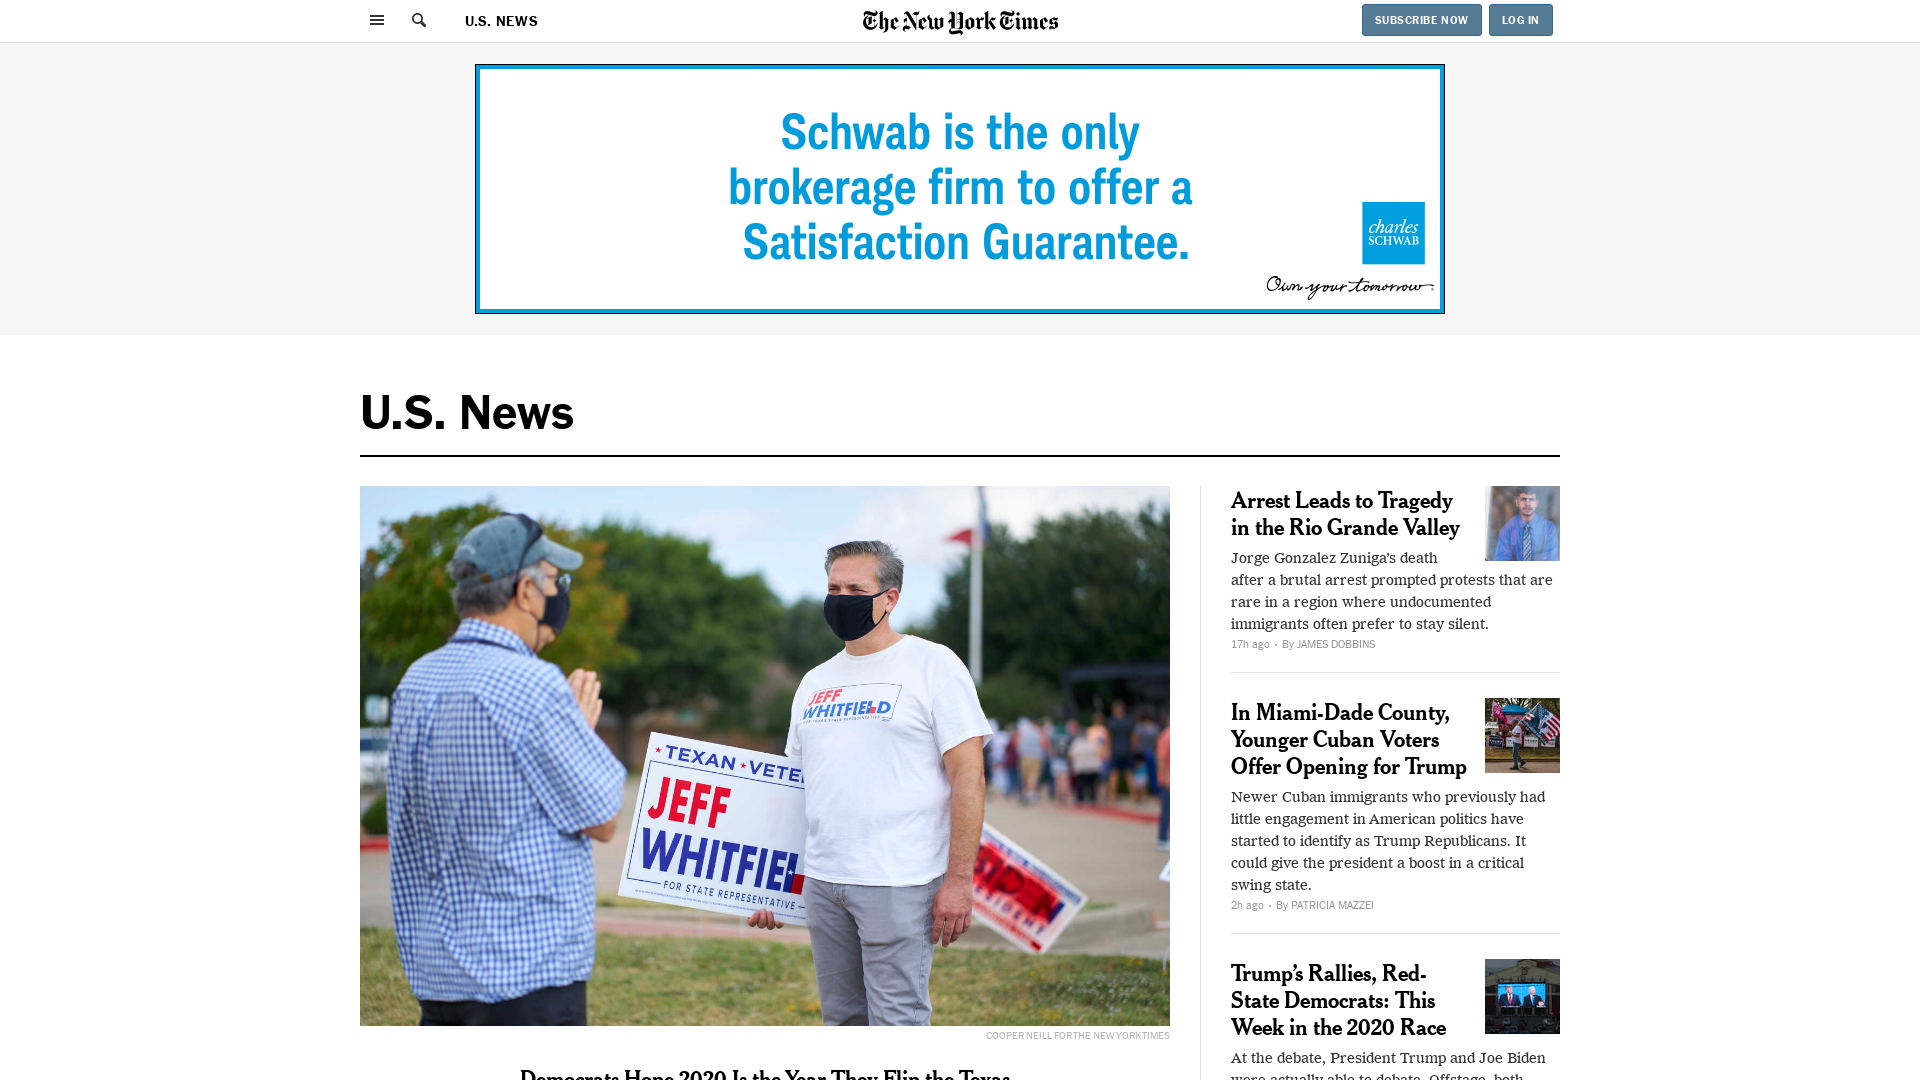 U.S. NEWS
The New York Times
SUBSCRIBE NOW
LOG IN
Schwab is the only
brokerage firm to offer a
Satisfaction Guarantee.
charles
SCHWAB
Own your tomorrow.
U.S. News
JEFF
WHITFIELD
FOR TEXAS STATE REPRESENTATIVE
TEXAN ★ VETE
JEFF
WHITFIEL
FOR STATE REPRESENTATIVE
COOPER NEILL FOR THE NEW YORK TIMES
Democrats Hope 2020 Is the Year They Flip the Texas
Arrest Leads to Tragedy
in the Rio Grande Valley
Jorge Gonzalez Zuniga’s death
after a brutal arrest prompted protests that are
rare in a region where undocumented
immigrants often prefer to stay silent.
17h ago • By JAMES DOBBINS
In Miami-Dade County,
Younger Cuban Voters
Offer Opening for Trump
Newer Cuban immigrants who previously had
little engagement in American politics have
started to identify as Trump Republicans. It
could give the president a boost in a critical
swing state.
2h ago • By PATRICIA MAZZEI
Trump’s Rallies, Red-
State Democrats: This
Week in the 2020 Race
At the debate, President Trump and Joe Biden
were actually able to debate. Offstage, both